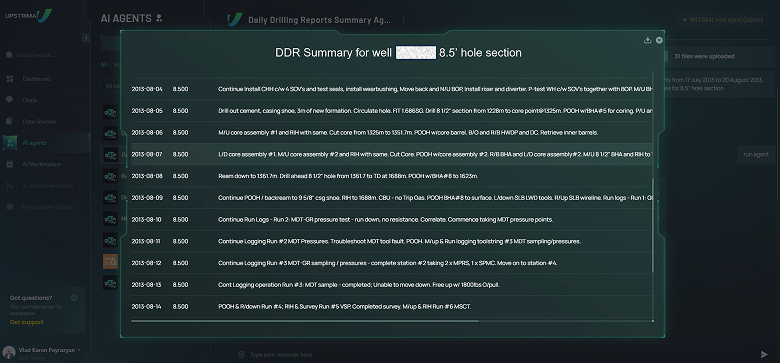 UPSTRIMA
AI AGENTS
Daily Drilling Reports Summary Ag...
WITSML not sync(soon)
Global search...
Dashboard
Chats
Data Sources
AI agents
AI Marketplace
31 files were uploaded
from 17 July 2013 to 20 August 2013,
for 8.5" hole section
run agent
DDR Summary for well 8.5' hole section
2013-08-04 8.500 Continue Install CHH c/w 4 SOV's and test seals, install wearbushing. Move back and N/U BOP. Install riser and diverter. P-test WH c/w SOV's together with BOP. M/U BH
2013-08-05 8.500 Drill out cement, casing shoe, 3m of new formation. Circulate hole. FIT 1.68SG. Drill 8 1/2" section from 1228m to core point@1325m. POOH w/BHA#5 for coring. P/U an
2013-08-06 8.500 M/U core assembly #1 and RIH with same. Cut core from 1325m to 1351.7m. POOH w/core barrel. B/O and R/B HWDP and DC. Retrieve inner barrels.
2013-08-07 8.500 L/D core assembly #1. M/U core assembly #2 and RIH with same. Cut Core. POOH w/core assembly #2. R/B BHA and L/D core assembly#2. M/U 8 1/2" BHA and RIH to
2013-08-08 8.500 Ream down to 1361.7m. Drill ahead 8 1/2" hole from 1361.7 to TD at 1688m. POOH w/BHA#8 to 1623m.
2013-08-09 8.500 Continue POOH / backream to 9 5/8" csg shoe. RIH to 1688m. CBU - no Trip Gas. POOH BHA#8 to surface. L/down SLB LWD tools. R/Up SLB wireline. Run logs - Run 1: G
2013-08-10 8.500 Continue Run Logs - Run 2: MDT-GR pressure test - run down, no resistance. Correlate. Commence taking MDT pressure points.
2013-08-11 8.500 Continue Logging Run #2 MDT Pressures. Troubleshoot MDT tool fault. POOH. M/up & Run logging toolstring #3 MDT sampling/pressures.
2013-08-12 8.500 Continue Logging Run #3 MDT-GR sampling / pressures - complete station #2 taking 2 x MPRS, 1 x SPMC. Move on to station #4.
2013-08-13 8.500 Cont Logging operation Run #3: MDT sample - completed; Unable to move down. Free up w/ 1800lbs O/pull.
2013-08-14 8.500 POOH & R/down Run #4; RIH & Survey Run #5 VSP. Completed survey. M/up & RIH Run #6 MSCT.
Got questions?
Get support
Vlad Karen Payrazyan
Type your message here